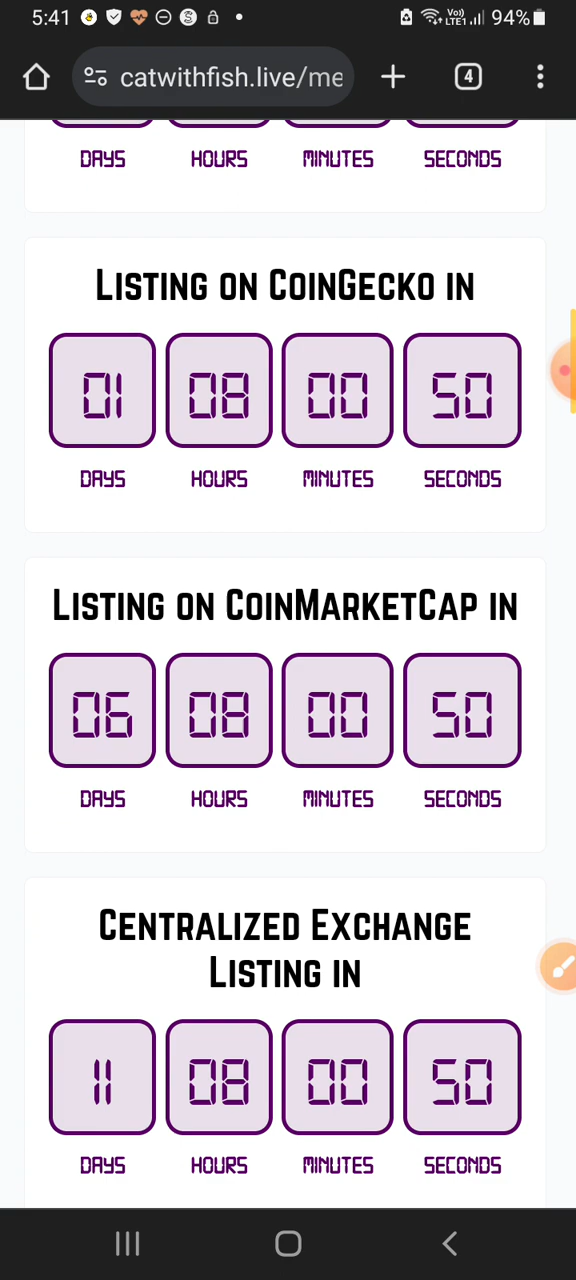 5:41
Vo))
LTE1
94%
catwithfish.live/me
4
DAYS HOURS MINUTES SECONDS
Listing on CoinGecko in
01 08 00 50
DAYS HOURS MINUTES SECONDS
Listing on CoinMarketCap in
06 08 00 50
DAYS HOURS MINUTES SECONDS
Centralized Exchange
Listing in
11 08 00 50
DAYS HOURS MINUTES SECONDS